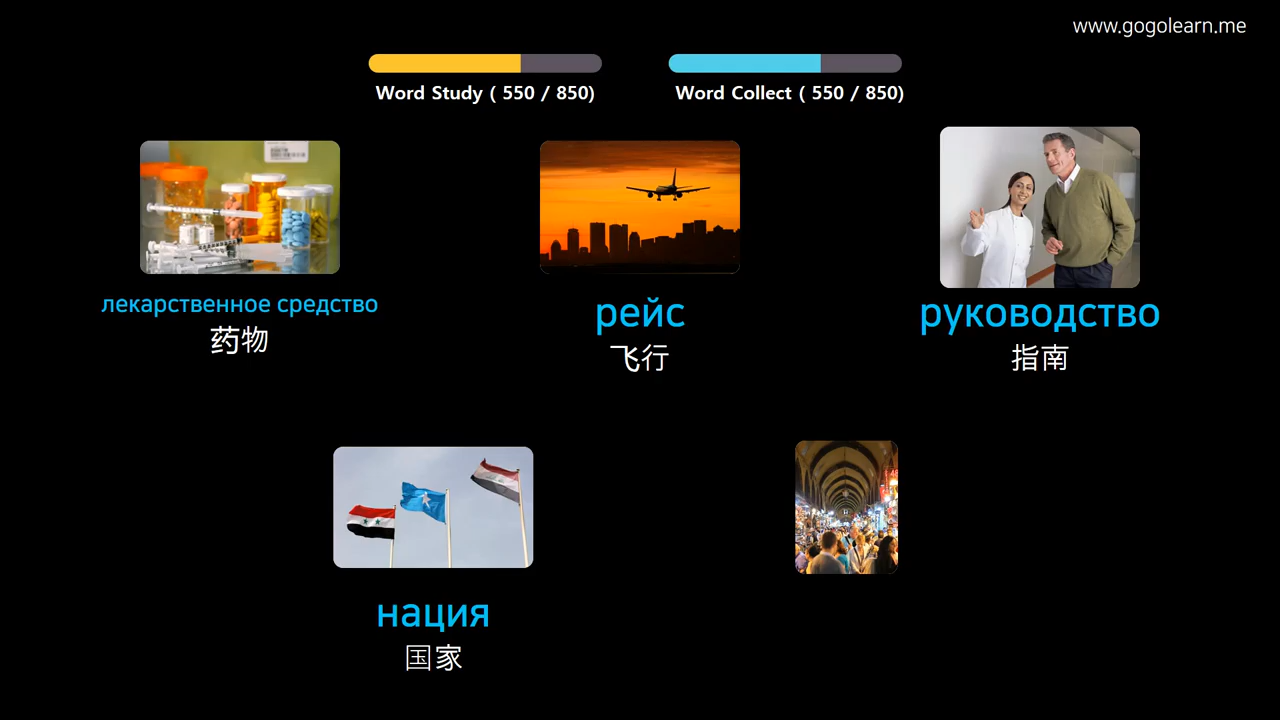 www.gogolearn.me
Word Study ( 550 / 850)
Word Collect ( 550 / 850)
лекарственное средство
药物
рейс
飞行
руководство
指南
нация
国家